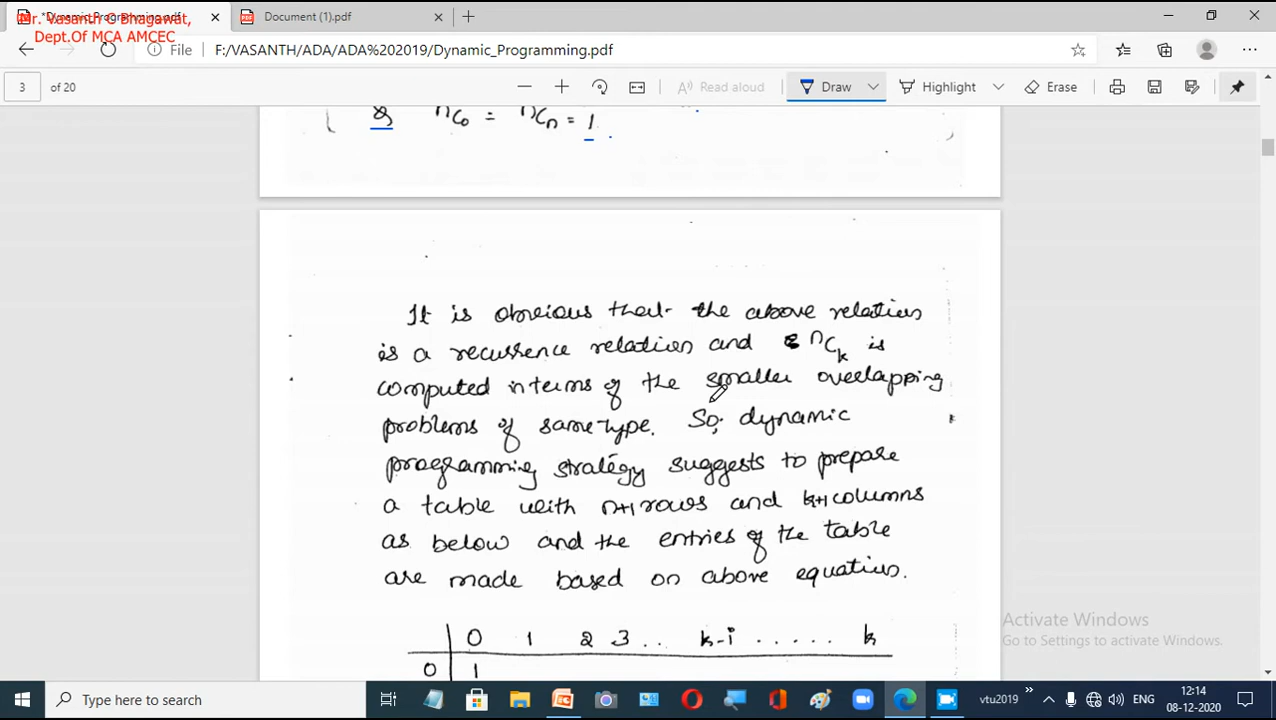 *Dynamic_Programming.pdf
Document (1).pdf
Dr. Vasanth G Bhagawat,
Dept.Of MCA AMCEC
File F:/VASANTH/ADA/ADA%202019/Dynamic_Programming.pdf
3 of 20 Read aloud Draw Highlight Erase
& nC0 = nCn = 1
It is obvious that the above relation
is a recurrence relation and nCk is
computed in terms of the smaller overlapping
problems of same type. So, dynamic
programming strategy suggests to prepare
a table with n+1 rows and k+1 columns
as below and the entries of the table
are made based on above equation.
0 1 2 3 .. k-1 ..... k
0 1
Activate Windows
Go to Settings to activate Windows.
Type here to search
vtu2019 ENG 12:14
08-12-2020